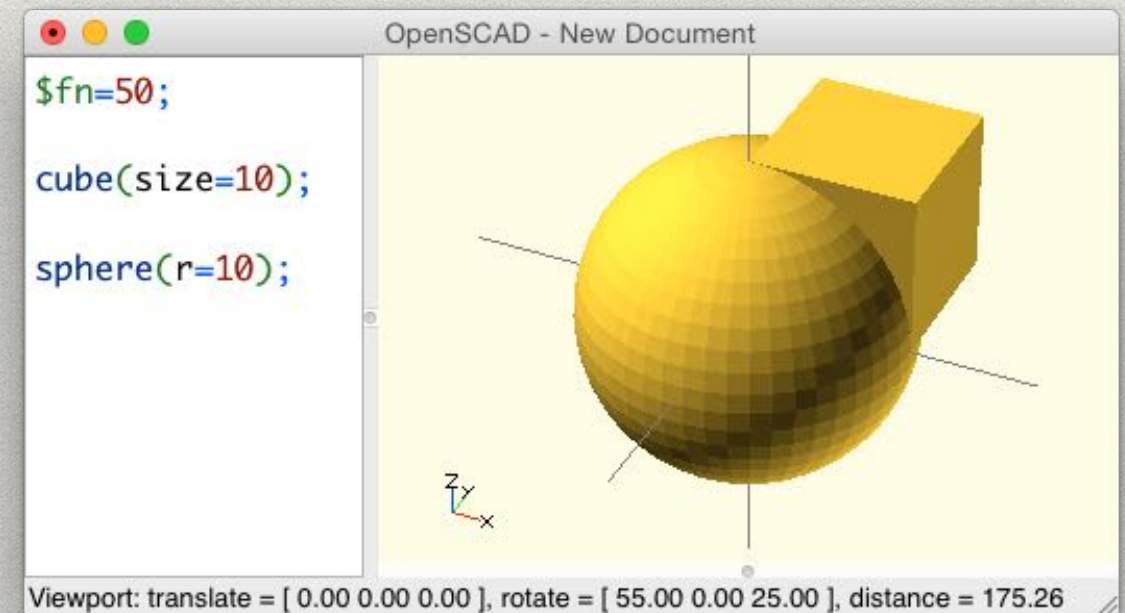 OpenSCAD - New Document
$fn=50;
cube(size=10);
sphere(r=10);
Z
Y
X
Viewport: translate = [ 0.00 0.00 0.00 ], rotate = [ 55.00 0.00 25.00 ], distance = 175.26